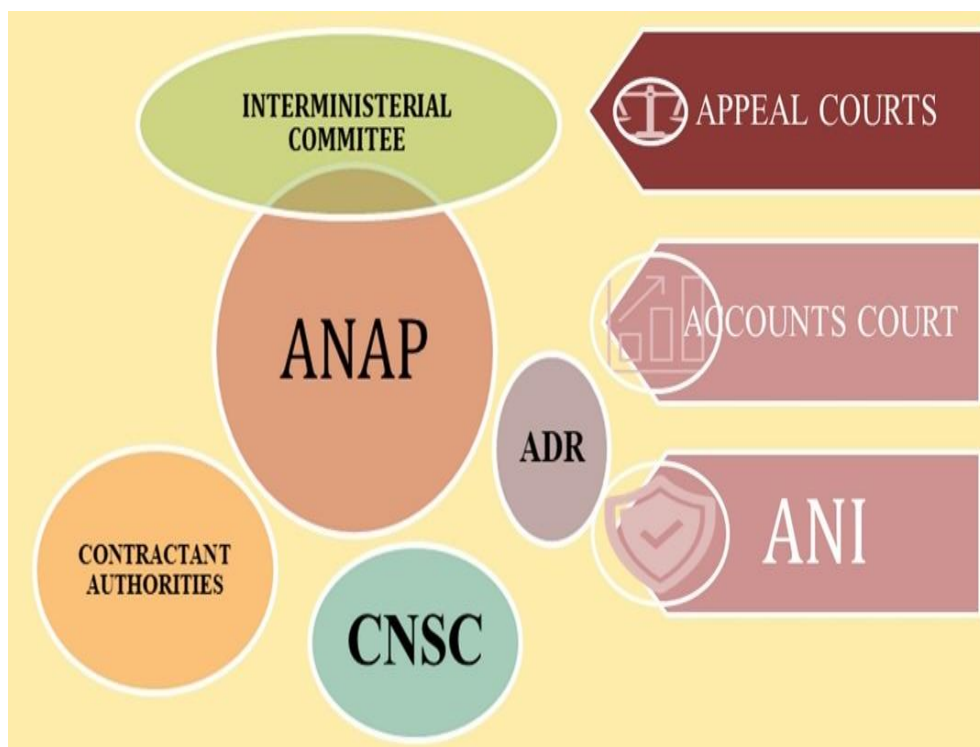 INTERMINISTERIAL
COMMITEE
APPEAL COURTS
ANAP
ACCOUNTS COURT
ADR
ANI
CONTRACTANT
AUTHORITIES
CNSC